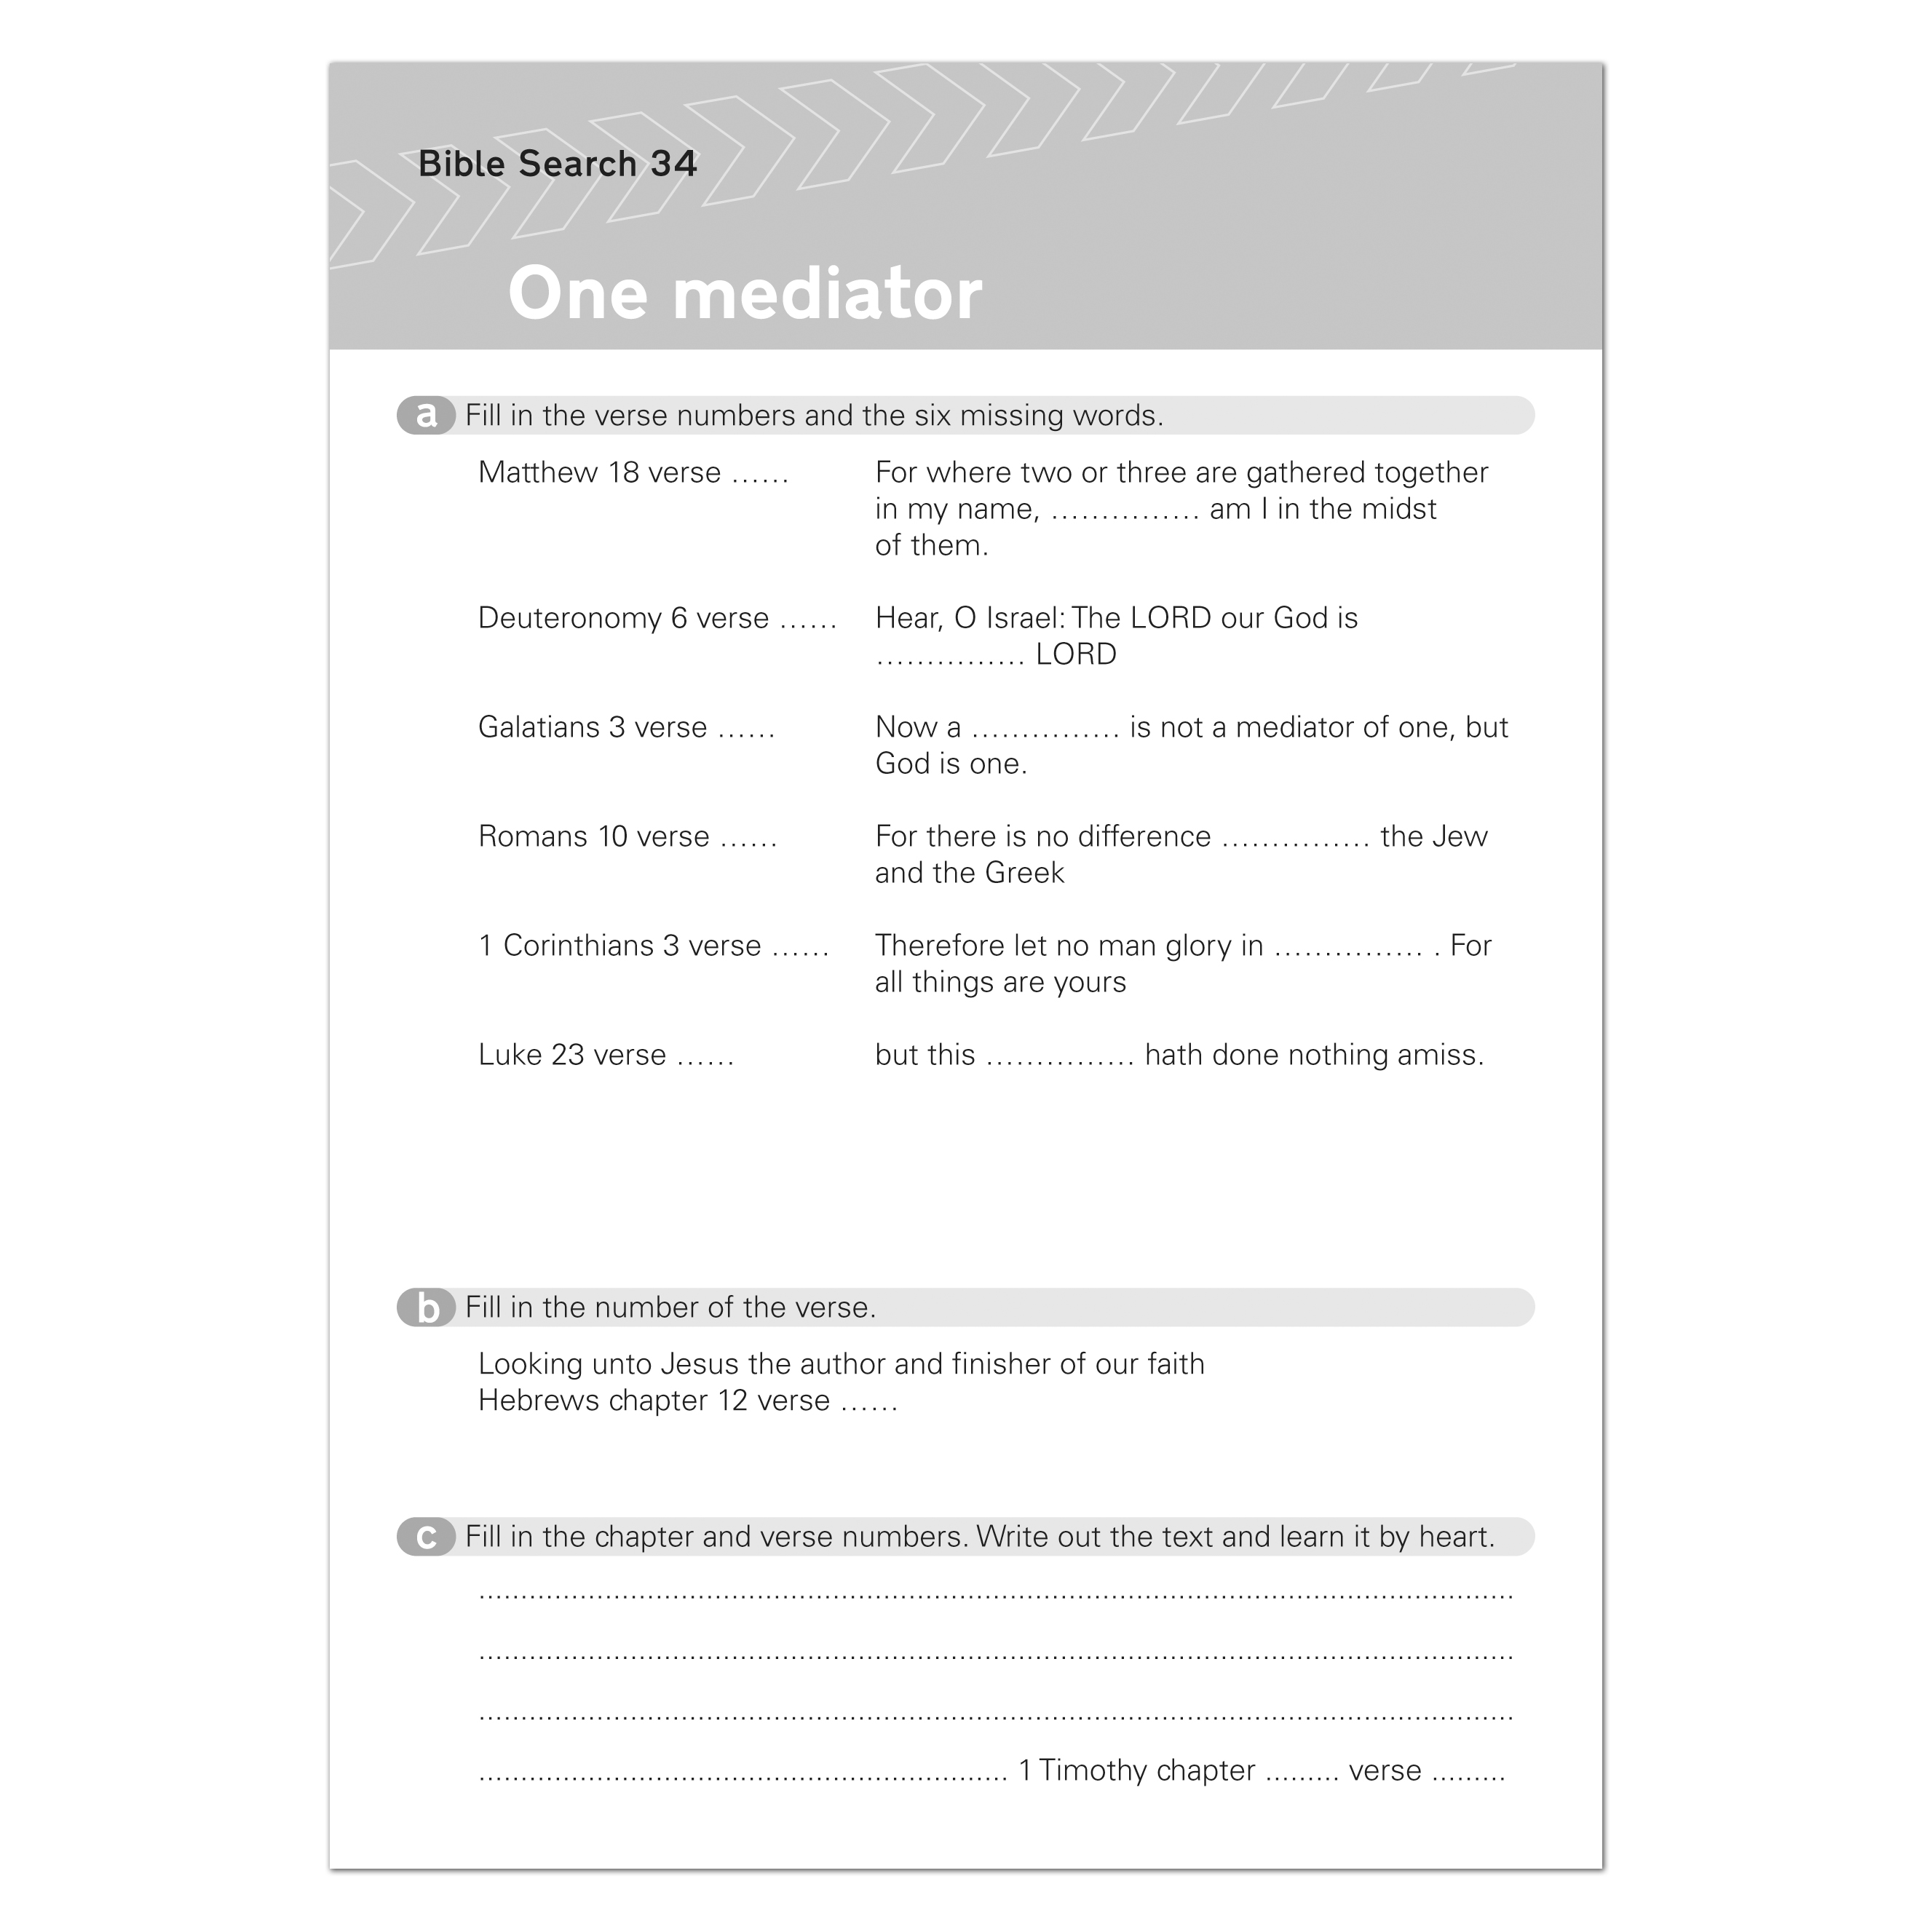 Bible Search 34
One mediator
a Fill in the verse numbers and the six missing words.
Matthew 18 verse ...... For where two or three are gathered together
in my name, ............... am I in the midst
of them.
Deuteronomy 6 verse ...... Hear, O Israel: The LORD our God is
............... LORD
Galatians 3 verse ...... Now a ............... is not a mediator of one, but
God is one.
Romans 10 verse ...... For there is no difference ............... the Jew
and the Greek
1 Corinthians 3 verse ...... Therefore let no man glory in ............... . For
all things are yours
Luke 23 verse ...... but this ............... hath done nothing amiss.
b Fill in the number of the verse.
Looking unto Jesus the author and finisher of our faith
Hebrews chapter 12 verse ......
c Fill in the chapter and verse numbers. Write out the text and learn it by heart.
............................................................................................................................
............................................................................................................................
............................................................................................................................
............................................................... 1 Timothy chapter ......... verse .........